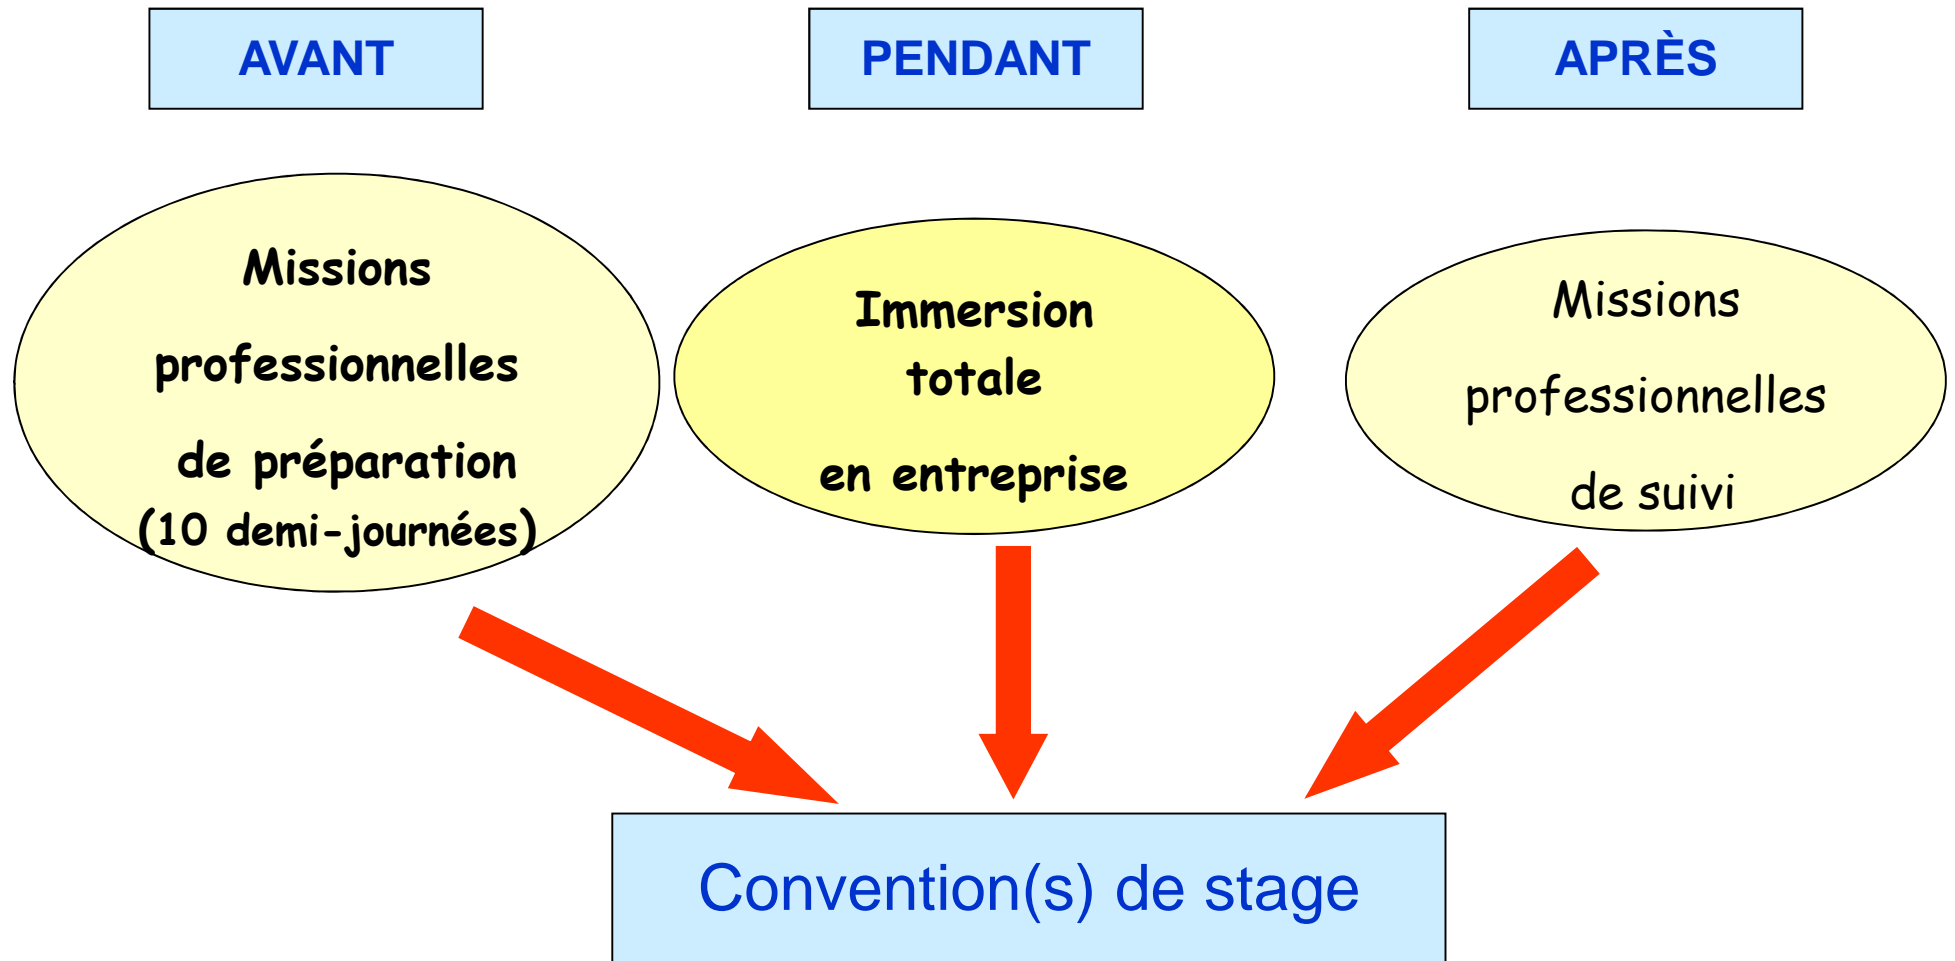 AVANT
PENDANT
APRÈS
Missions
professionnelles
de préparation
(10 demi-journées)
Immersion
totale
en entreprise
Missions
professionnelles
de suivi
Convention(s) de stage